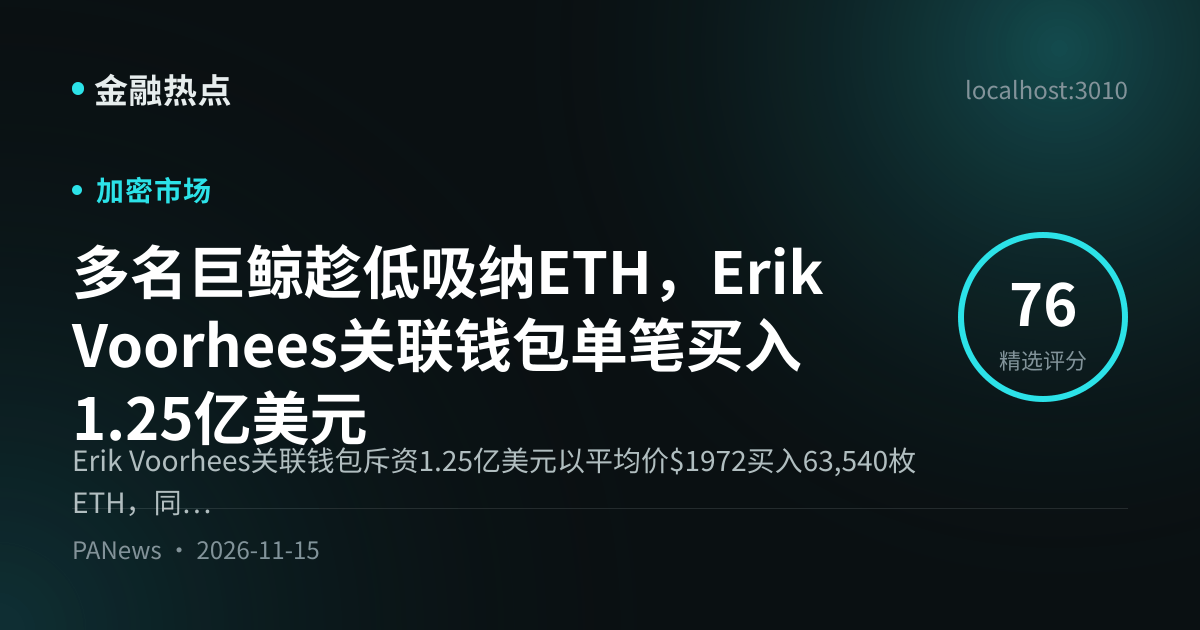 金融热点
localhost:3010
加密市场
多名巨鲸趁低吸纳ETH，Erik
Voorhees关联钱包单笔买入
1.25亿美元
76
精选评分
Erik Voorhees关联钱包斥资1.25亿美元以平均价$1972买入63,540枚
ETH，同…
PANews • 2026-11-15